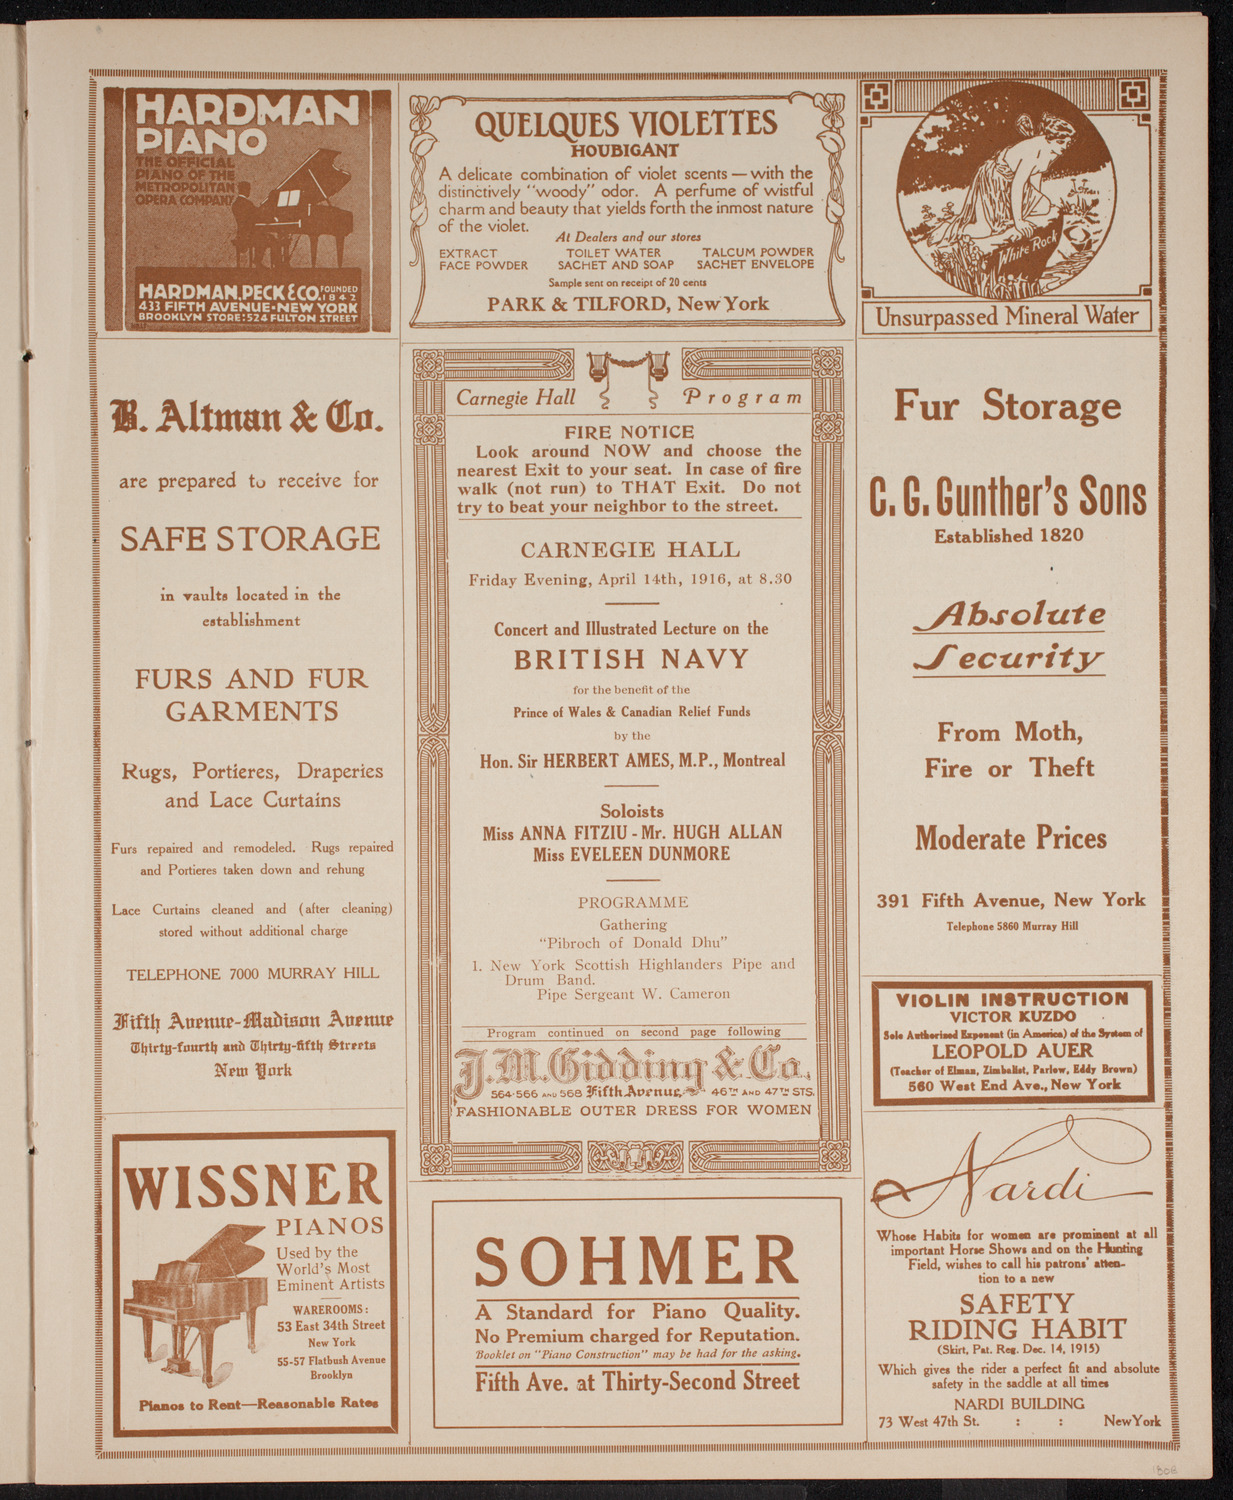 HARDMAN
PIANO
THE OFFICIAL
PIANO OF THE
METROPOLITAN
OPERA COMPANY
HARDMAN, PECK & CO. FOUNDED 1842
433 FIFTH AVENUE - NEW YORK
BROOKLYN STORE: 524 FULTON STREET
QUELQUES VIOLETTES
HOUBIGANT
A delicate combination of violet scents — with the
distinctively "woody" odor. A perfume of wistful
charm and beauty that yields forth the inmost nature
of the violet.
At Dealers and our stores
EXTRACT TOILET WATER TALCUM POWDER
FACE POWDER SACHET AND SOAP SACHET ENVELOPE
Sample sent on receipt of 20 cents
PARK & TILFORD, New York
White Rock
Unsurpassed Mineral Water
B. Altman & Co.
are prepared to receive for
SAFE STORAGE
in vaults located in the
establishment
FURS AND FUR
GARMENTS
Rugs, Portieres, Draperies
and Lace Curtains
Furs repaired and remodeled. Rugs repaired
and Portieres taken down and rehung
Lace Curtains cleaned and (after cleaning)
stored without additional charge
TELEPHONE 7000 MURRAY HILL
Fifth Avenue-Madison Avenue
Thirty-fourth and Thirty-fifth Streets
New York
WISSNER
PIANOS
Used by the
World's Most
Eminent Artists
WAREROOMS:
53 East 34th Street
New York
55-57 Flatbush Avenue
Brooklyn
Pianos to Rent—Reasonable Rates
Carnegie Hall Program
FIRE NOTICE
Look around NOW and choose the
nearest Exit to your seat. In case of fire
walk (not run) to THAT Exit. Do not
try to beat your neighbor to the street.
CARNEGIE HALL
Friday Evening, April 14th, 1916, at 8.30
Concert and Illustrated Lecture on the
BRITISH NAVY
for the benefit of the
Prince of Wales & Canadian Relief Funds
by the
Hon. Sir HERBERT AMES, M.P., Montreal
Soloists
Miss ANNA FITZIU - Mr. HUGH ALLAN
Miss EVELEEN DUNMORE
PROGRAMME
Gathering
"Pibroch of Donald Dhu"
1. New York Scottish Highlanders Pipe and
Drum Band.
Pipe Sergeant W. Cameron
Program continued on second page following
J. M. Gidding & Co.
564-566 AND 568 Fifth Avenue, 46TH AND 47TH STS.
FASHIONABLE OUTER DRESS FOR WOMEN
SOHMER
A Standard for Piano Quality.
No Premium charged for Reputation.
Booklet on "Piano Construction" may be had for the asking.
Fifth Ave. at Thirty-Second Street
Fur Storage
C. G. Gunther's Sons
Established 1820
Absolute
Security
From Moth,
Fire or Theft
Moderate Prices
391 Fifth Avenue, New York
Telephone 5860 Murray Hill
VIOLIN INSTRUCTION
VICTOR KUZDO
Sole Authorized Exponent (in America) of the System of
LEOPOLD AUER
(Teacher of Elman, Zimbalist, Parlow, Eddy Brown)
560 West End Ave., New York
Nardi
Whose Habits for women are prominent at all
important Horse Shows and on the Hunting
Field, wishes to call his patrons' atten-
tion to a new
SAFETY
RIDING HABIT
(Skirt, Pat. Reg. Dec. 14, 1915)
Which gives the rider a perfect fit and absolute
safety in the saddle at all times
NARDI BUILDING
73 West 47th St. : : New York